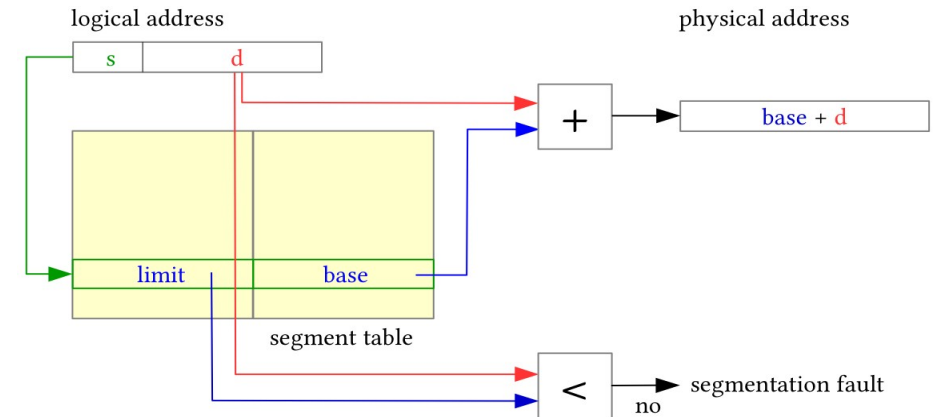 logical address
physical address
s
d
+
base + d
limit
base
segment table
<
segmentation fault
no